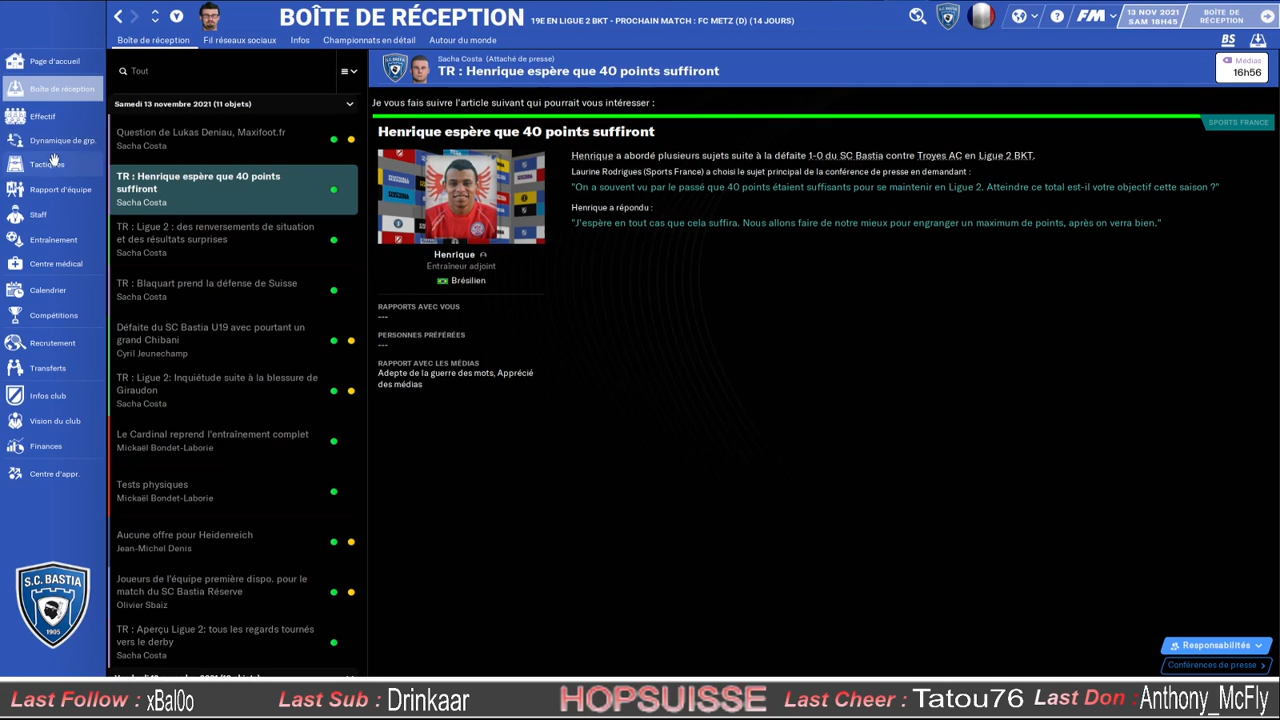 BOÎTE DE RÉCEPTION
19E EN LIGUE 2 BKT - PROCHAIN MATCH : FC METZ (D) (14 JOURS)
FM
13 NOV 2021
SAM 18H45
BOÎTE DE
RÉCEPTION
Boîte de réception
Fil réseaux sociaux
Infos
Championnats en détail
Autour du monde
BS
Page d'accueil
Boîte de réception
Effectif
Dynamique de grp.
Rapport d'équipe
Staff
Entraînement
Centre médical
Calendrier
Compétitions
Recrutement
Transferts
Infos club
Vision du club
Finances
Centre d'appr.
S.C. BASTIA
1905
Tout
Samedi 13 novembre 2021 (11 objets)
Question de Lukas Deniau, Maxifoot.fr
Sacha Costa
TR : Henrique espère que 40 points
suffiront
Sacha Costa
TR : Ligue 2 : des renversements de situation
et des résultats surprises
Sacha Costa
TR : Blaquart prend la défense de Suisse
Sacha Costa
Défaite du SC Bastia U19 avec pourtant un
grand Chibani
Cyril Jeunechamp
TR : Ligue 2: Inquiétude suite à la blessure de
Giraudon
Sacha Costa
Le Cardinal reprend l'entraînement complet
Mickaël Bondet-Laborie
Tests physiques
Mickaël Bondet-Laborie
Aucune offre pour Heidenreich
Jean-Michel Denis
Joueurs de l'équipe première dispo. pour le
match du SC Bastia Réserve
Olivier Sbaiz
TR : Aperçu Ligue 2: tous les regards tournés
vers le derby
Sacha Costa
Sacha Costa (Attaché de presse)
TR : Henrique espère que 40 points suffiront
Médias
16h56
Je vous fais suivre l'article suivant qui pourrait vous intéresser :
SPORTS FRANCE
Henrique espère que 40 points suffiront
Henrique a abordé plusieurs sujets suite à la défaite 1-0 du SC Bastia contre Troyes AC en Ligue 2 BKT.
Laurine Rodrigues (Sports France) a choisi le sujet principal de la conférence de presse en demandant :
"On a souvent vu par le passé que 40 points étaient suffisants pour se maintenir en Ligue 2. Atteindre ce total est-il votre objectif cette saison ?"
Henrique a répondu :
"J'espère en tout cas que cela suffira. Nous allons faire de notre mieux pour engranger un maximum de points, après on verra bien."
Henrique
Entraîneur adjoint
Brésilien
RAPPORTS AVEC VOUS
---
PERSONNES PRÉFÉRÉES
---
RAPPORT AVEC LES MÉDIAS
Adepte de la guerre des mots, Apprécié
des médias
Responsabilités
Conférences de presse
Last Follow : xBal0o
Last Sub : Drinkaar
HOPSUISSE
Last Cheer : Tatou76
Last Don : Anthony_McFly